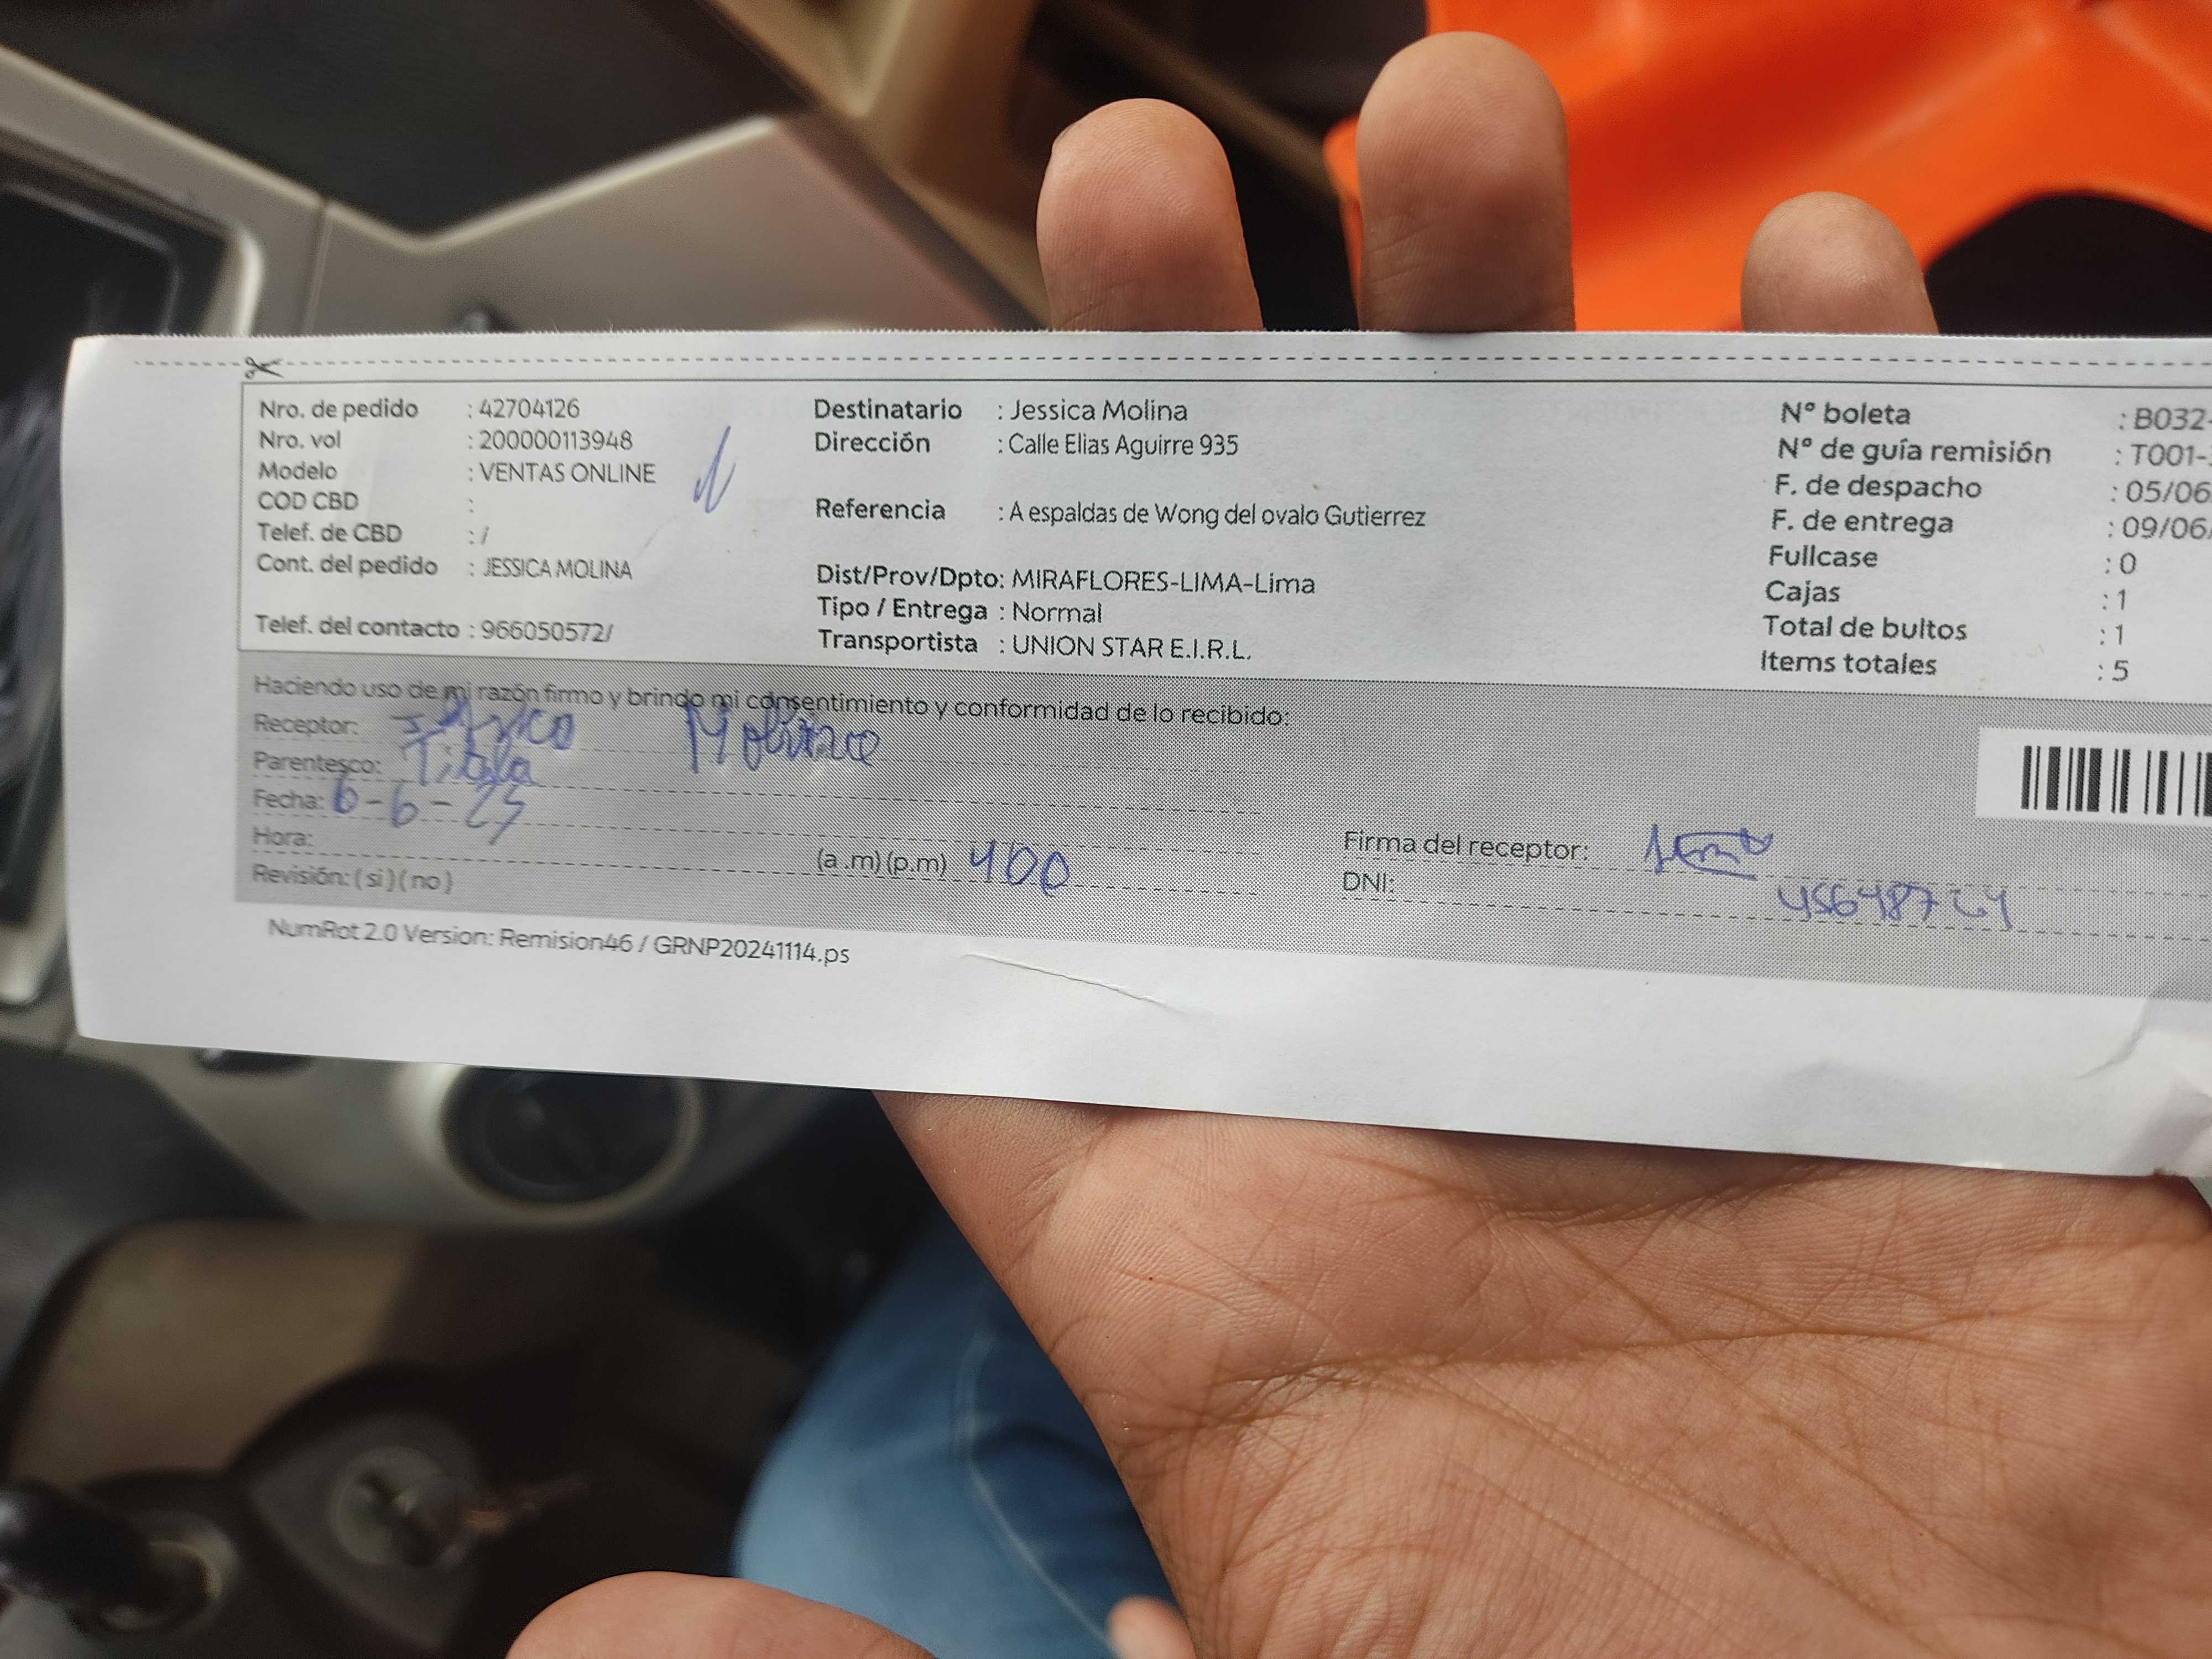 Nro. de pedido : 42704126
Nro. vol : 200000113948
Modelo : VENTAS ONLINE
COD CBD :
Telef. de CBD : /
Cont. del pedido : JESSICA MOLINA
Telef. del contacto : 966050572/
Destinatario : Jessica Molina
Dirección : Calle Elias Aguirre 935
Referencia : A espaldas de Wong del ovalo Gutierrez
Dist/Prov/Dpto: MIRAFLORES-LIMA-Lima
Tipo / Entrega : Normal
Transportista : UNION STAR E.I.R.L.
N° boleta : B032-
N° de guía remisión : T001-
F. de despacho : 05/06
F. de entrega : 09/06/
Fullcase : 0
Cajas : 1
Total de bultos : 1
Items totales : 5
Haciendo uso de mi razón firmo y brindo mi consentimiento y conformidad de lo recibido:
Receptor:
Parentesco:
Fecha: 6-6-25
Hora: (a .m) (p.m) 400
Revisión: ( si ) ( no )
Firma del receptor:
DNI:
NumRot 2.0 Version: Remision46 / GRNP20241114.ps